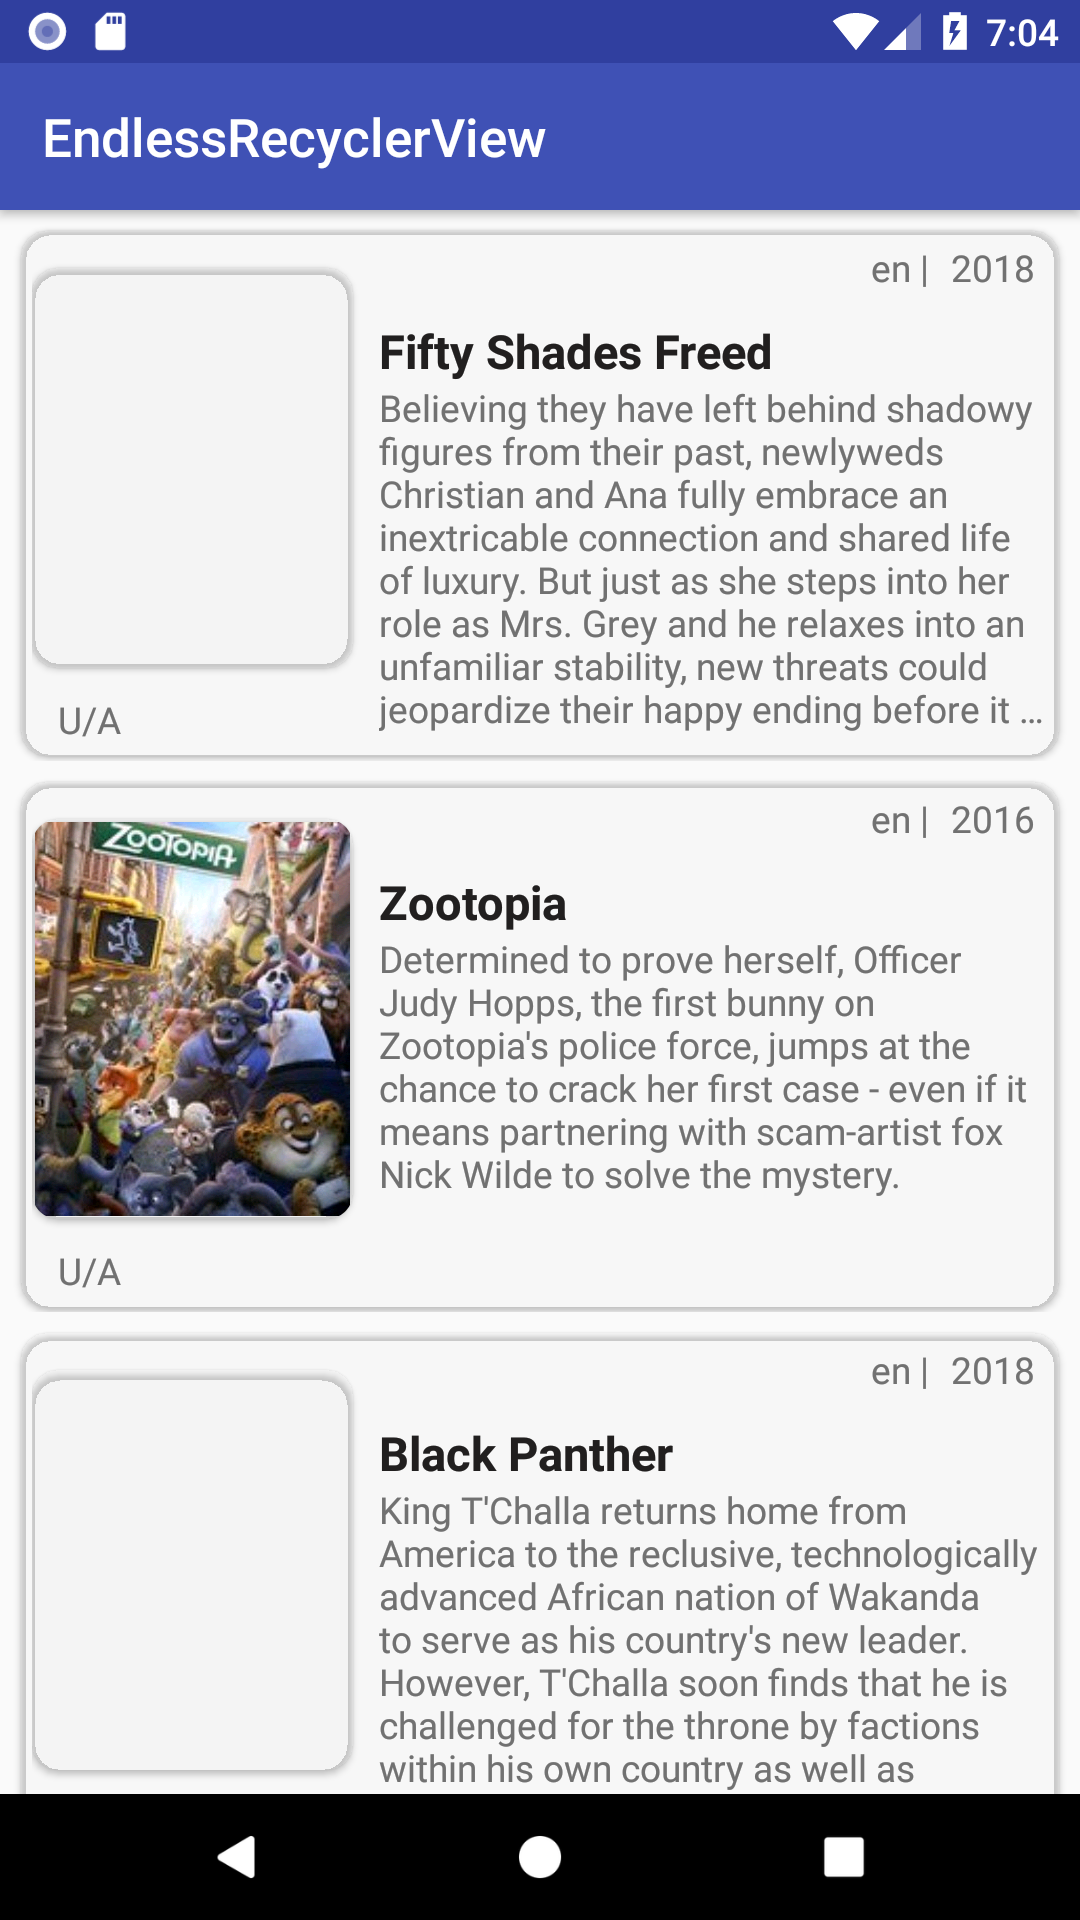 7:04
EndlessRecyclerView
en | 2018
Fifty Shades Freed
Believing they have left behind shadowy
figures from their past, newlyweds
Christian and Ana fully embrace an
inextricable connection and shared life
of luxury. But just as she steps into her
role as Mrs. Grey and he relaxes into an
unfamiliar stability, new threats could
jeopardize their happy ending before it …
U/A
en | 2016
ZOOTOPIA
Zootopia
Determined to prove herself, Officer
Judy Hopps, the first bunny on
Zootopia's police force, jumps at the
chance to crack her first case - even if it
means partnering with scam-artist fox
Nick Wilde to solve the mystery.
U/A
en | 2018
Black Panther
King T'Challa returns home from
America to the reclusive, technologically
advanced African nation of Wakanda
to serve as his country's new leader.
However, T'Challa soon finds that he is
challenged for the throne by factions
within his own country as well as